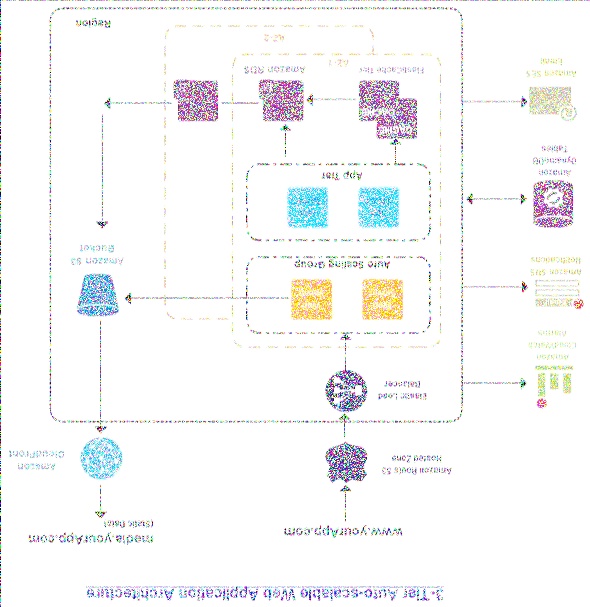 3-Tier Auto-scalable Web Application Architecture
www.yourApp.com
media.yourApp.com
(Static Data)
Amazon Route 53
Hosted Zone
Amazon
CloudFront
Elastic Load
Balancer
Amazon
CloudWatch
Alarms
Auto Scaling Group
Amazon SNS
Notifications
Amazon S3
Bucket
App Tier
Amazon
dynamoDB
Tables
ElastiCache Tier
Amazon RDS
AZ-1
AZ-2
Amazon SES
Email
Region